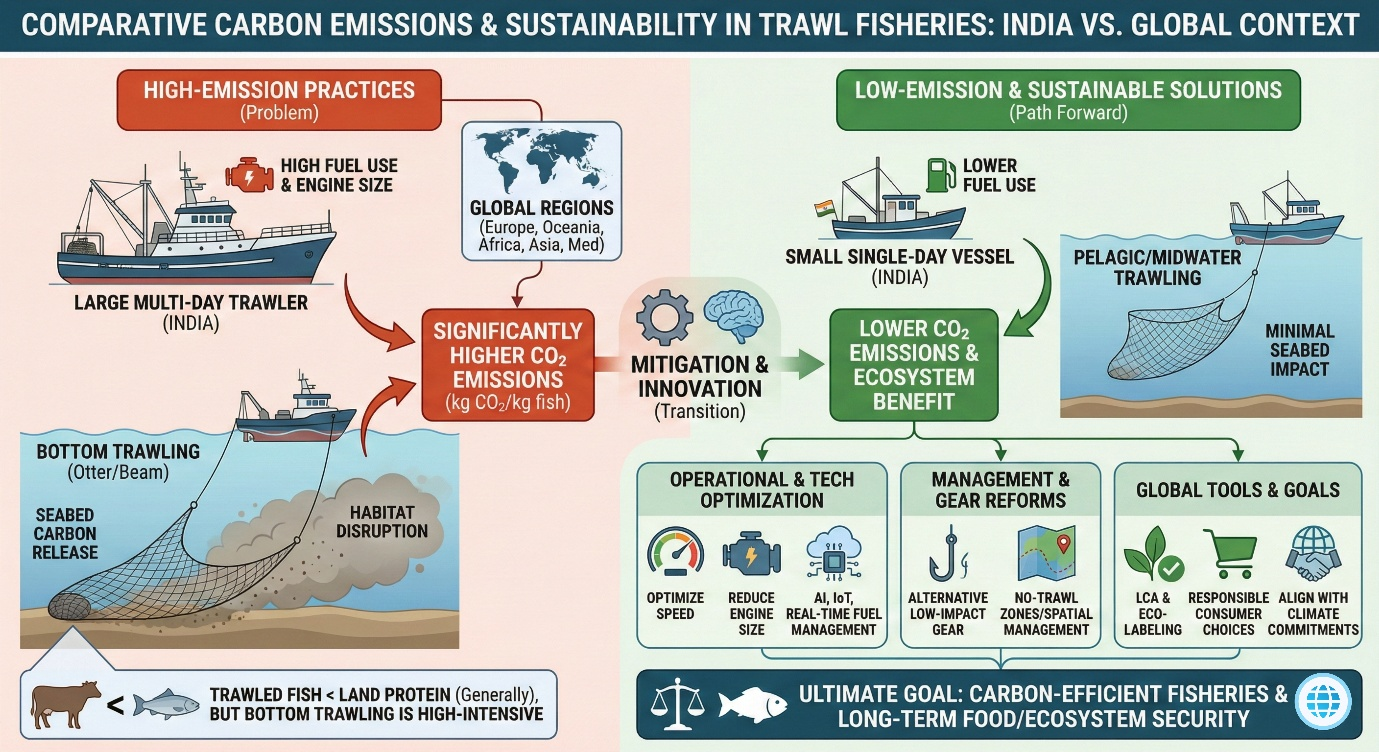 COMPARATIVE CARBON EMISSIONS & SUSTAINABILITY IN TRAWL FISHERIES: INDIA VS. GLOBAL CONTEXT
HIGH-EMISSION PRACTICES
(Problem)
HIGH FUEL USE
& ENGINE SIZE
GLOBAL REGIONS
(Europe, Oceania,
Africa, Asia, Med)
LARGE MULTI-DAY TRAWLER
(INDIA)
SIGNIFICANTLY
HIGHER CO₂
EMISSIONS
(kg CO₂/kg fish)
BOTTOM TRAWLING
(Otter/Beam)
SEABED
CARBON
RELEASE
HABITAT
DISRUPTION
<
TRAWLED FISH < LAND PROTEIN (Generally),
BUT BOTTOM TRAWLING IS HIGH-INTENSIVE
MITIGATION &
INNOVATION
(Transition)
LOW-EMISSION & SUSTAINABLE SOLUTIONS
(Path Forward)
LOWER
FUEL USE
SMALL SINGLE-DAY VESSEL
(INDIA)
PELAGIC/MIDWATER
TRAWLING
MINIMAL
SEABED
IMPACT
LOWER CO₂
EMISSIONS &
ECOSYSTEM
BENEFIT
OPERATIONAL & TECH
OPTIMIZATION
OPTIMIZE
SPEED
REDUCE
ENGINE
SIZE
AI, IoT,
REAL-TIME FUEL
MANAGEMENT
MANAGEMENT &
GEAR REFORMS
ALTERNATIVE
LOW-IMPACT
GEAR
NO-TRAWL
ZONES/SPATIAL
MANAGEMENT
GLOBAL TOOLS & GOALS
LCA &
ECO-
LABELING
RESPONSIBLE
CONSUMER
CHOICES
ALIGN WITH
CLIMATE
COMMITMENTS
ULTIMATE GOAL: CARBON-EFFICIENT FISHERIES &
LONG-TERM FOOD/ECOSYSTEM SECURITY